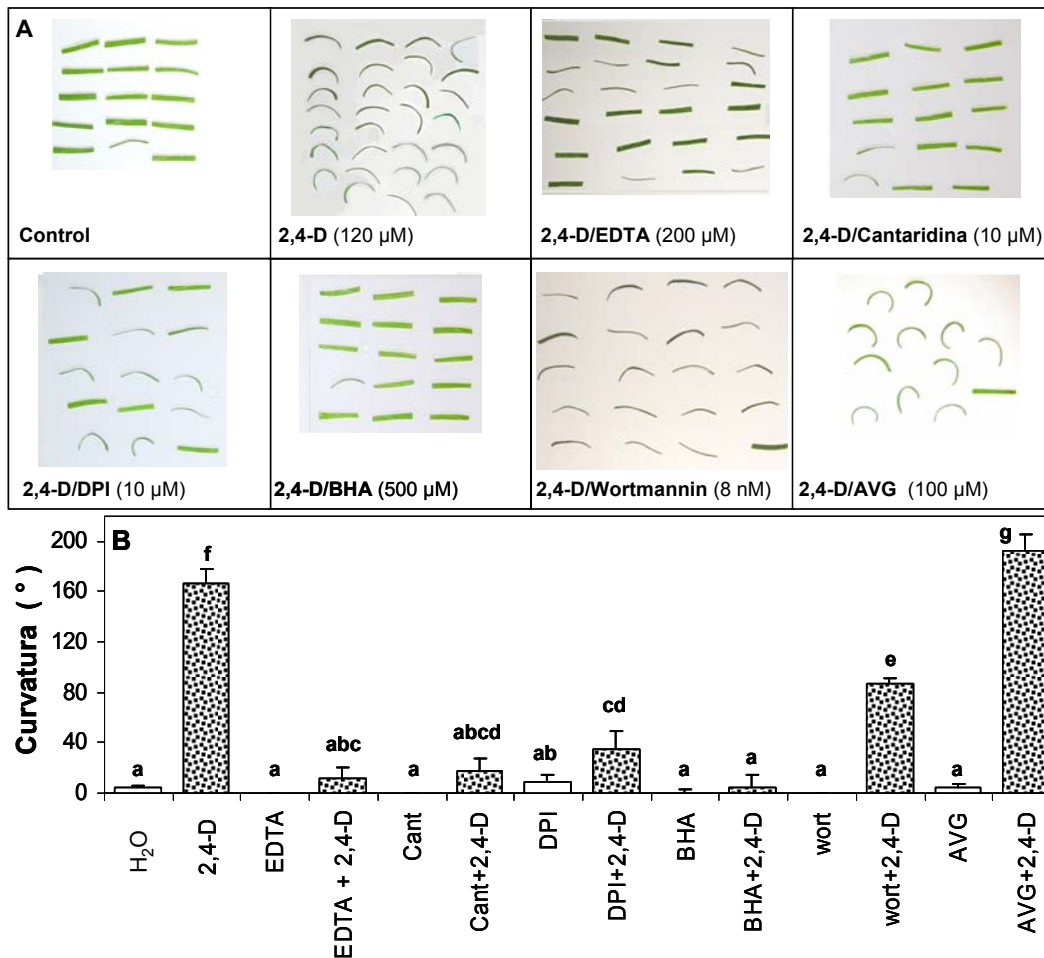 A
Control
2,4-D (120 µM)
2,4-D/EDTA (200 µM)
2,4-D/Cantaridina (10 µM)
2,4-D/DPI (10 µM)
2,4-D/BHA (500 µM)
2,4-D/Wortmannin (8 nM)
2,4-D/AVG (100 µM)
B
Curvatura ( ° )
200
160
120
80
40
0
a
f
a
abc
a
abcd
ab
cd
a
a
a
e
a
g
H₂O
2,4-D
EDTA
EDTA + 2,4-D
Cant
Cant+2,4-D
DPI
DPI+2,4-D
BHA
BHA+2,4-D
wort
wort+2,4-D
AVG
AVG+2,4-D